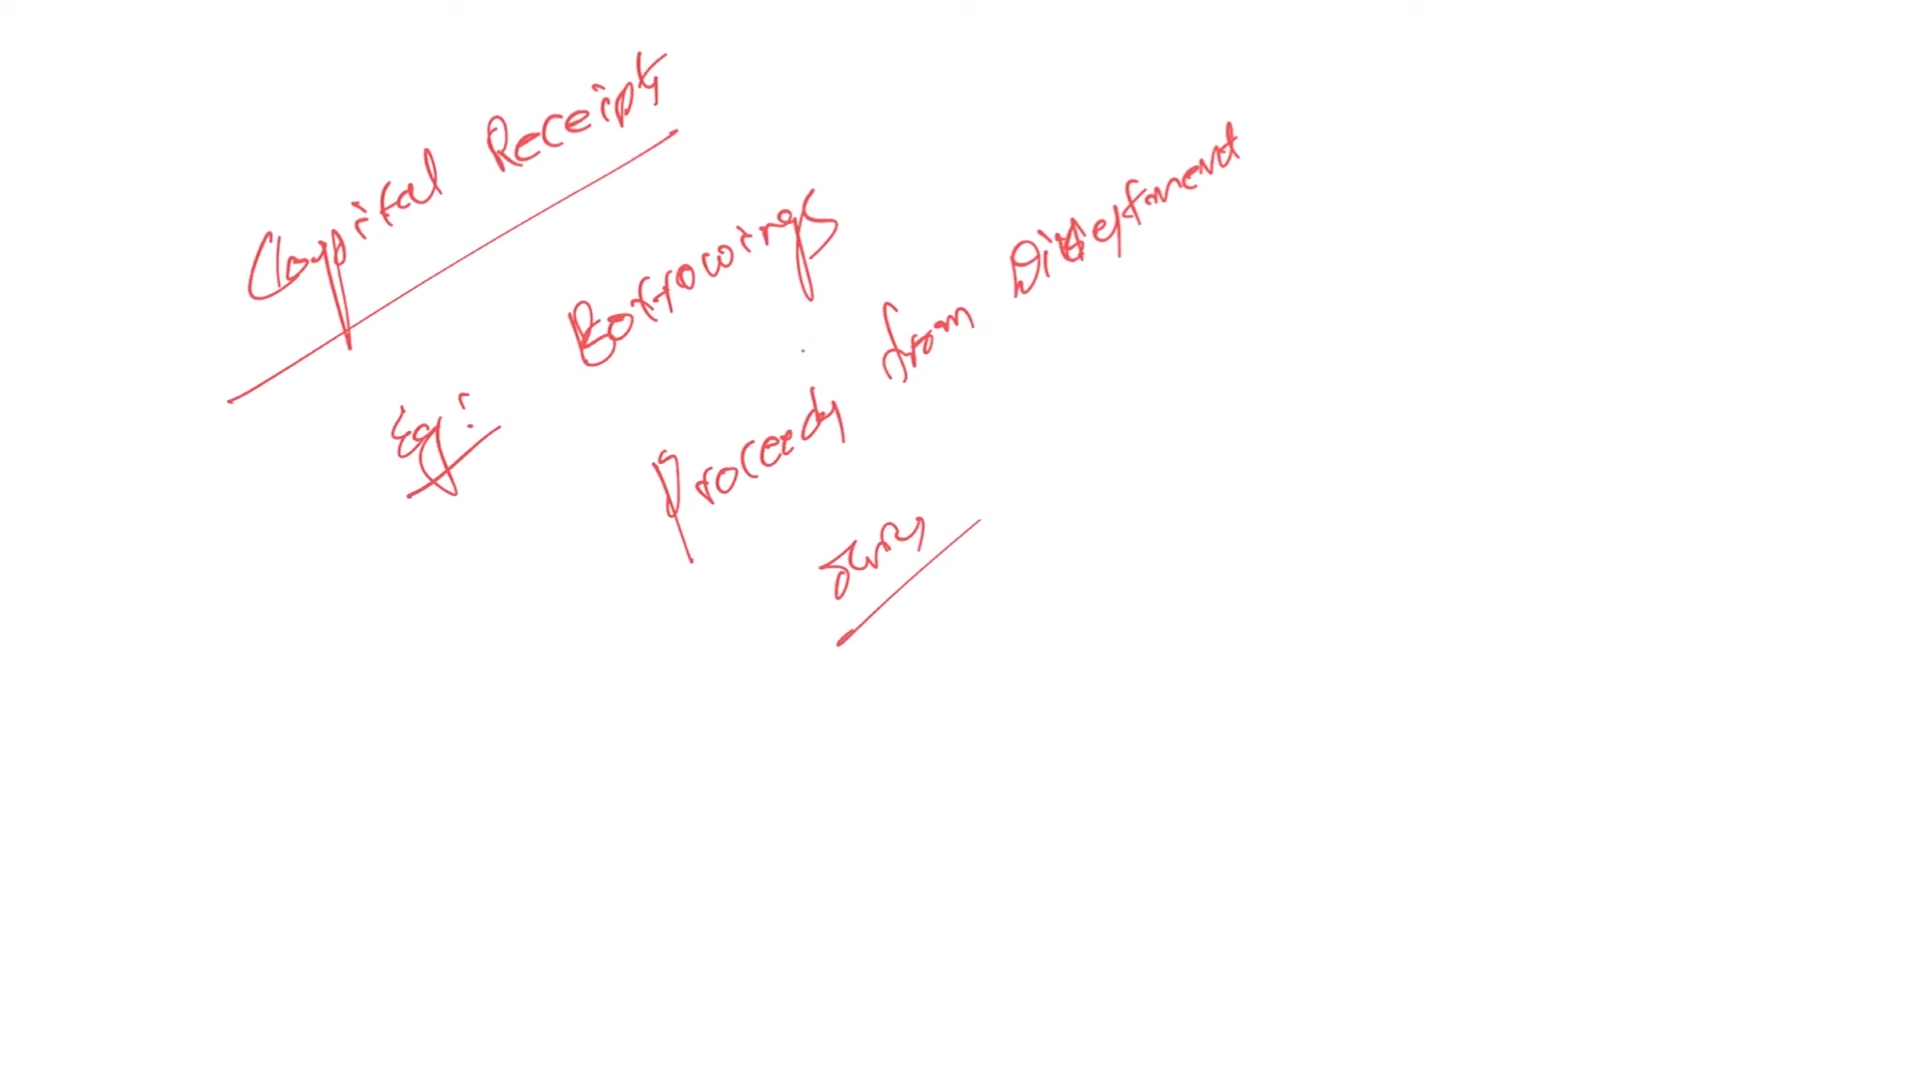 Capital Receipts
Eg: Borrowings
Proceeds from Disinvestment